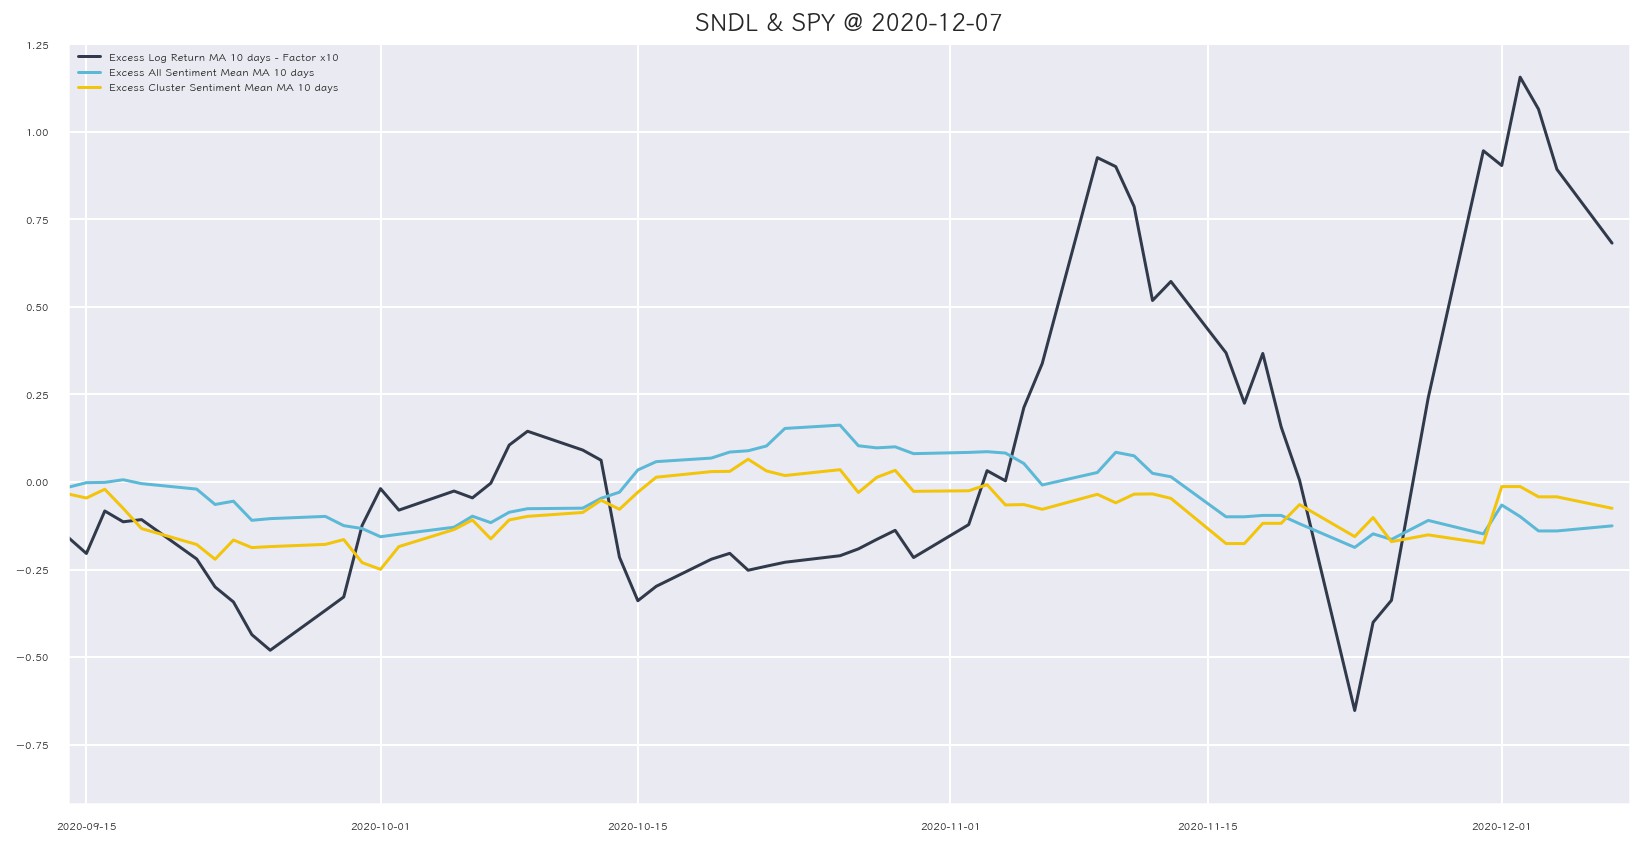 SNDL & SPY @ 2020-12-07
1.25
Excess Log Return MA 10 days - Factor x10
Excess All Sentiment Mean MA 10 days
Excess Cluster Sentiment Mean MA 10 days
1.00
0.75
0.50
0.25
0.00
−0.25
−0.50
−0.75
2020-09-15 2020-10-01 2020-10-15 2020-11-01 2020-11-15 2020-12-01